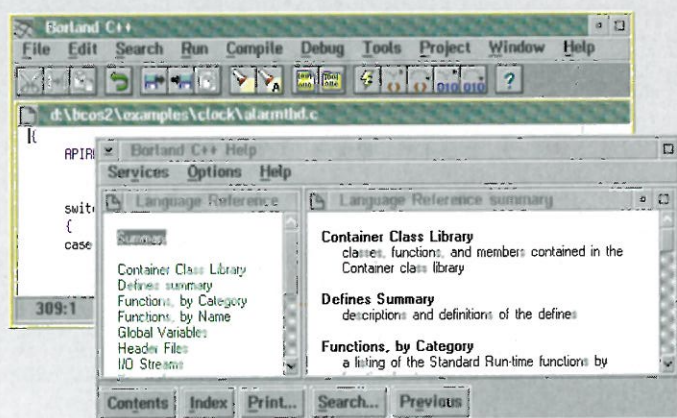 Borland C++
File Edit Search Run Compile Debug Tools Project Window Help
d:\bcos2\examples\clock\alarmthd.c
{
Borland C++ Help
Services Options Help
Language Reference
Language Reference summary
switc
{
case
309:1
Summary
Container Class Library
Defines summary
Functions, by Category
Functions, by Name
Global Variables
Header Files
I/O Streams
Container Class Library
classes, functions, and members contained in the
Container class library
Defines Summary
descriptions and definitions of the defines
Functions, by Category
a listing of the Standard Run-time functions by
Contents Index Print... Search... Previous